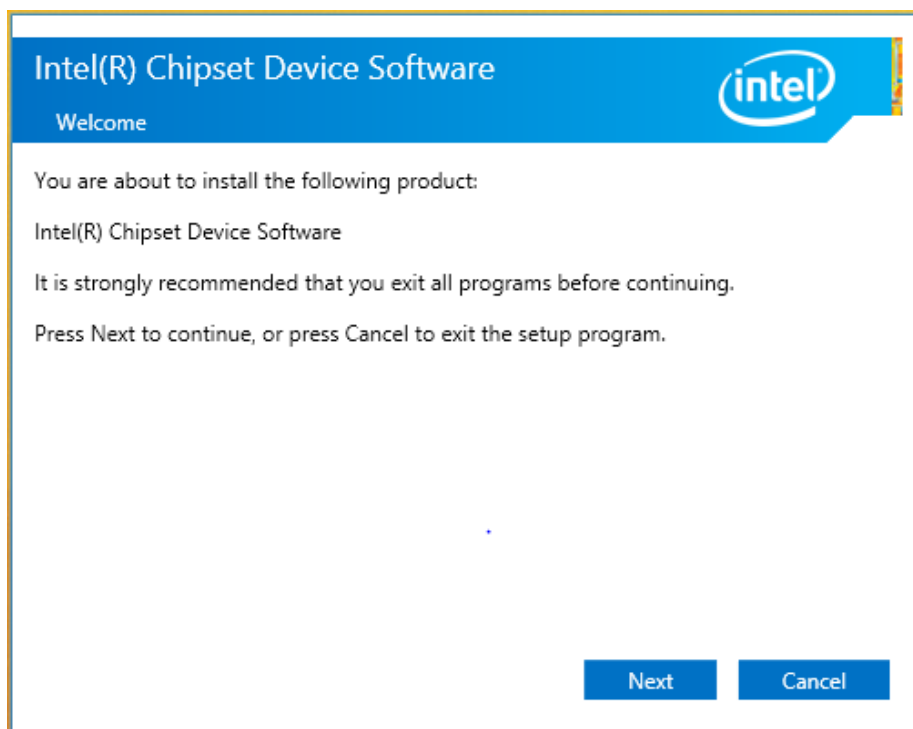 Intel(R) Chipset Device Software
intel
Welcome
You are about to install the following product:
Intel(R) Chipset Device Software
It is strongly recommended that you exit all programs before continuing.
Press Next to continue, or press Cancel to exit the setup program.
Next
Cancel